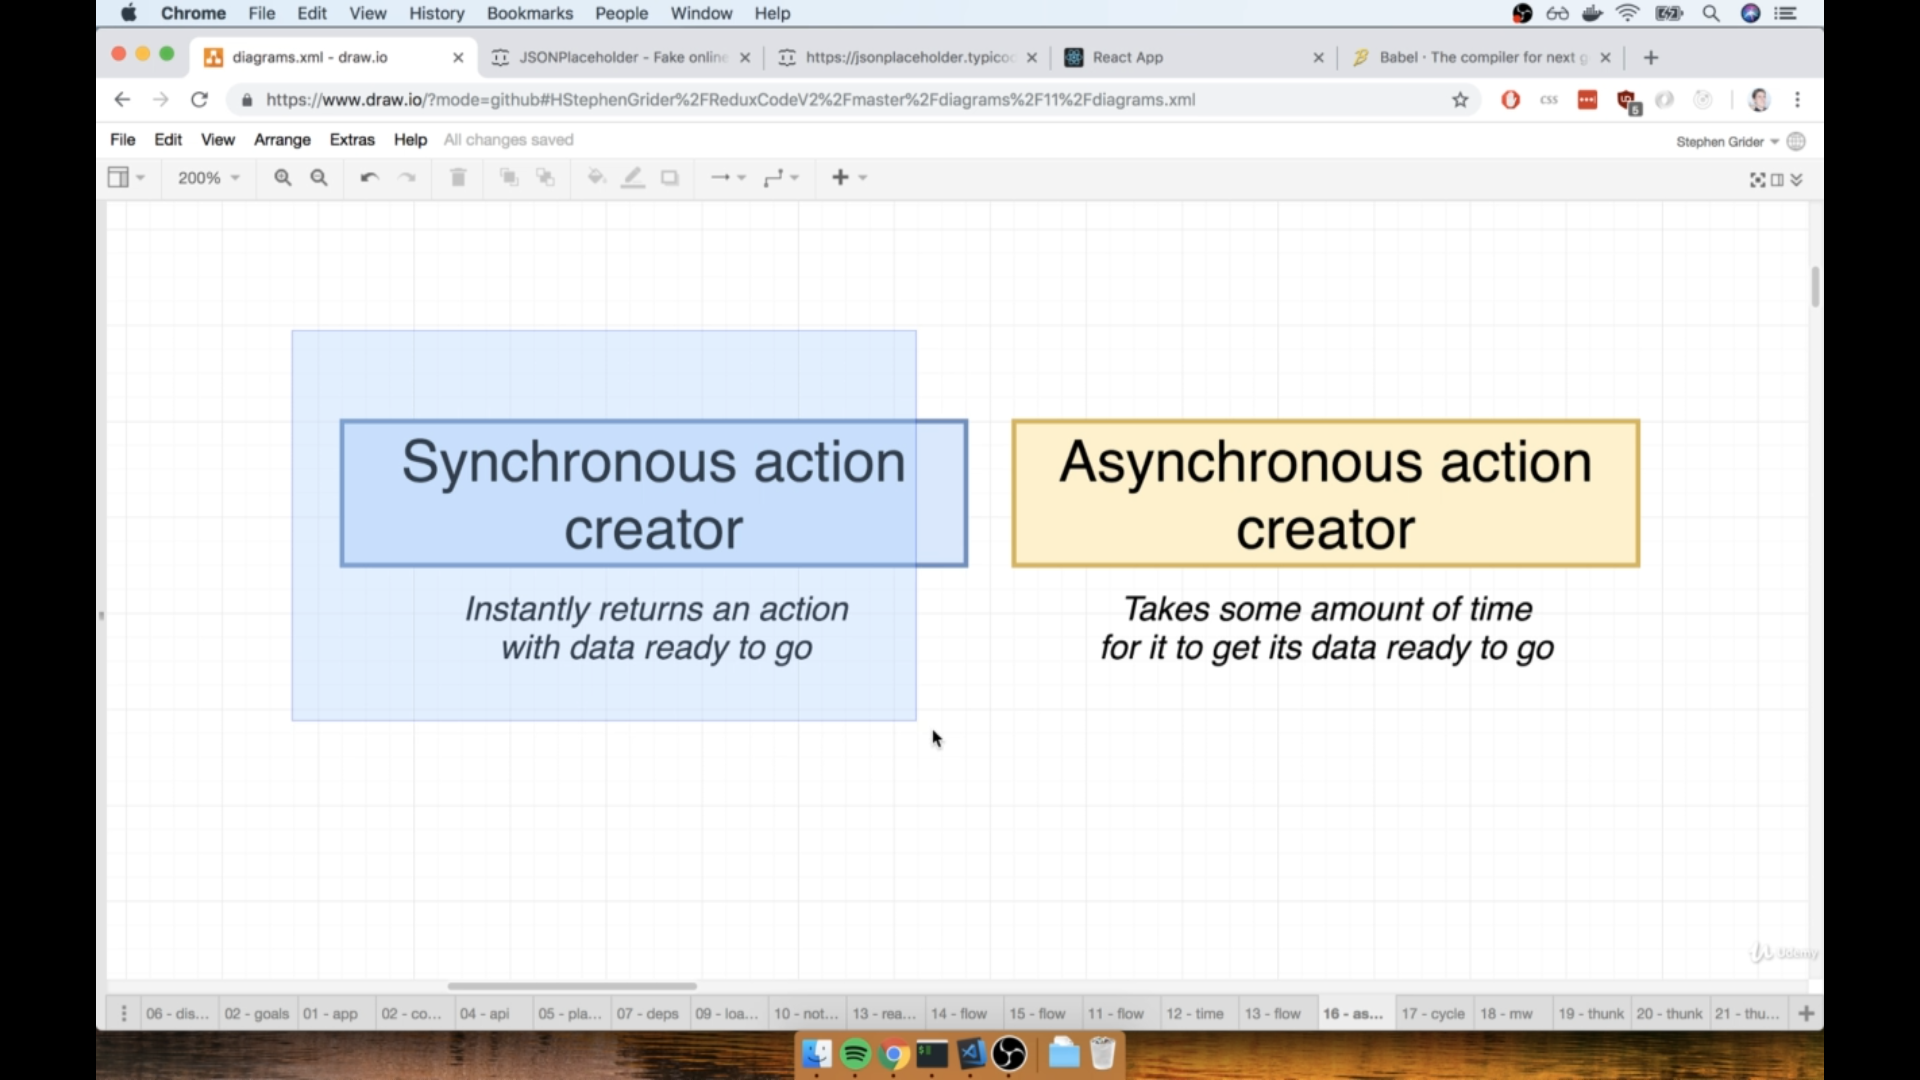 Chrome File Edit View History Bookmarks People Window Help
diagrams.xml - draw.io
JSONPlaceholder - Fake online
https://jsonplaceholder.typico
React App
Babel · The compiler for next g
https://www.draw.io/?mode=github#HStephenGrider%2FReduxCodeV2%2Fmaster%2Fdiagrams%2F11%2Fdiagrams.xml
CSS
6
File Edit View Arrange Extras Help All changes saved
Stephen Grider
200%
Synchronous action
creator
Instantly returns an action
with data ready to go
Asynchronous action
creator
Takes some amount of time
for it to get its data ready to go
Udemy
06 - dis... 02 - goals 01 - app 02 - co... 04 - api 05 - pla... 07 - deps 09 - loa... 10 - not... 13 - rea... 14 - flow 15 - flow 11 - flow 12 - time 13 - flow 16 - as... 17 - cycle 18 - mw 19 - thunk 20 - thunk 21 - thu...